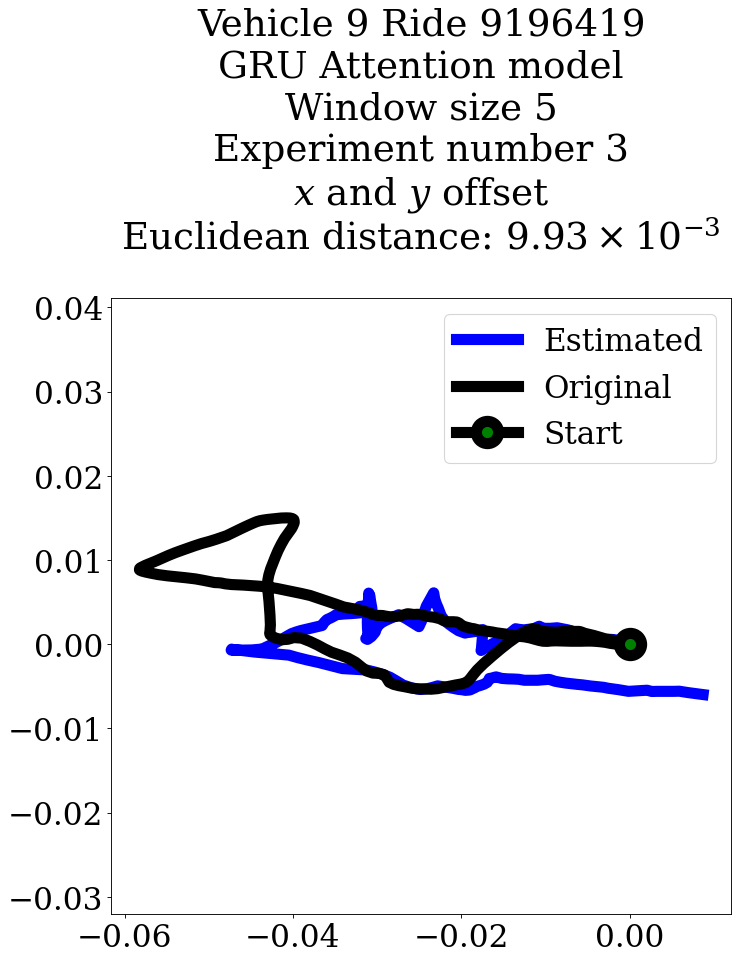 Vehicle 9 Ride 9196419
GRU Attention model
Window size 5
Experiment number 3
x and y offset
Euclidean distance: 9.93 × 10⁻³
0.04
0.03
0.02
0.01
0.00
−0.01
−0.02
−0.03
Estimated
Original
Start
−0.06
−0.04
−0.02
0.00